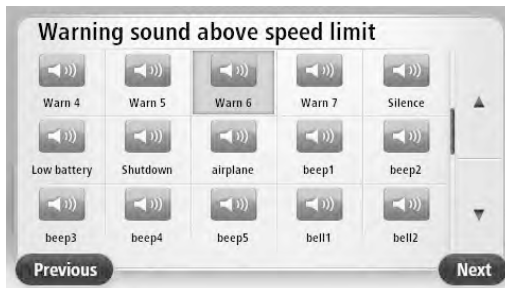 Warning sound above speed limit
Warn 4 Warn 5 Warn 6 Warn 7 Silence
Low battery Shutdown airplane beep1 beep2
beep3 beep4 beep5 bell1 bell2
Previous Next